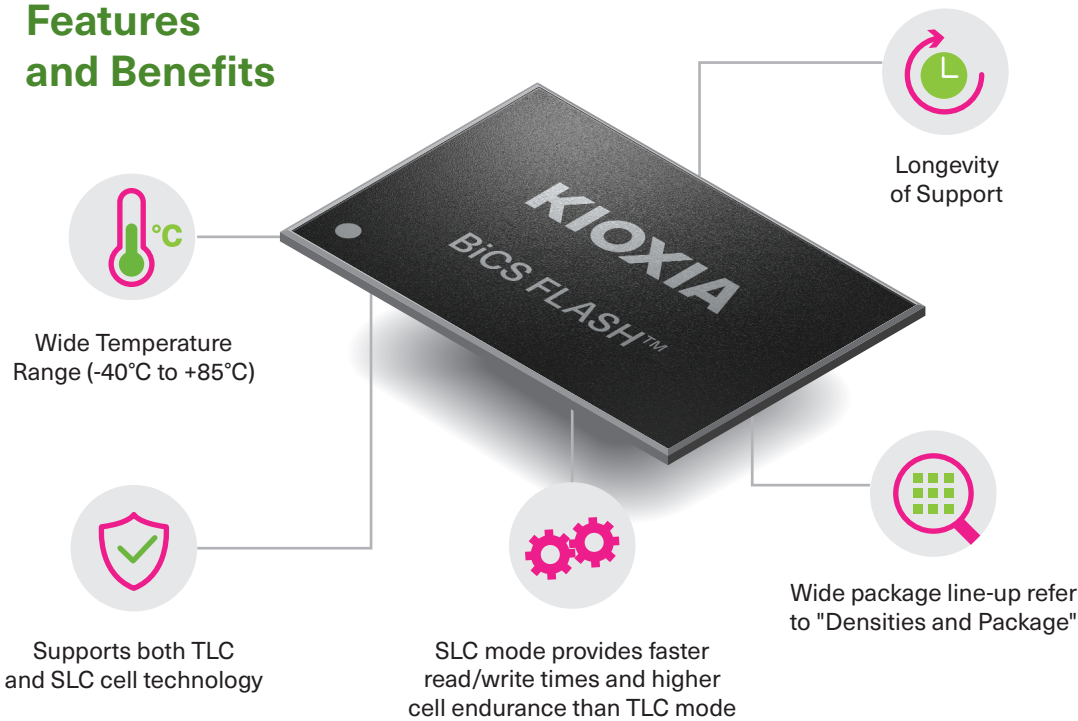 Features
and Benefits
Longevity
of Support
KIOXIA
BiCS FLASH™
°C
Wide Temperature
Range (-40°C to +85°C)
Wide package line-up refer
to "Densities and Package"
Supports both TLC
and SLC cell technology
SLC mode provides faster
read/write times and higher
cell endurance than TLC mode